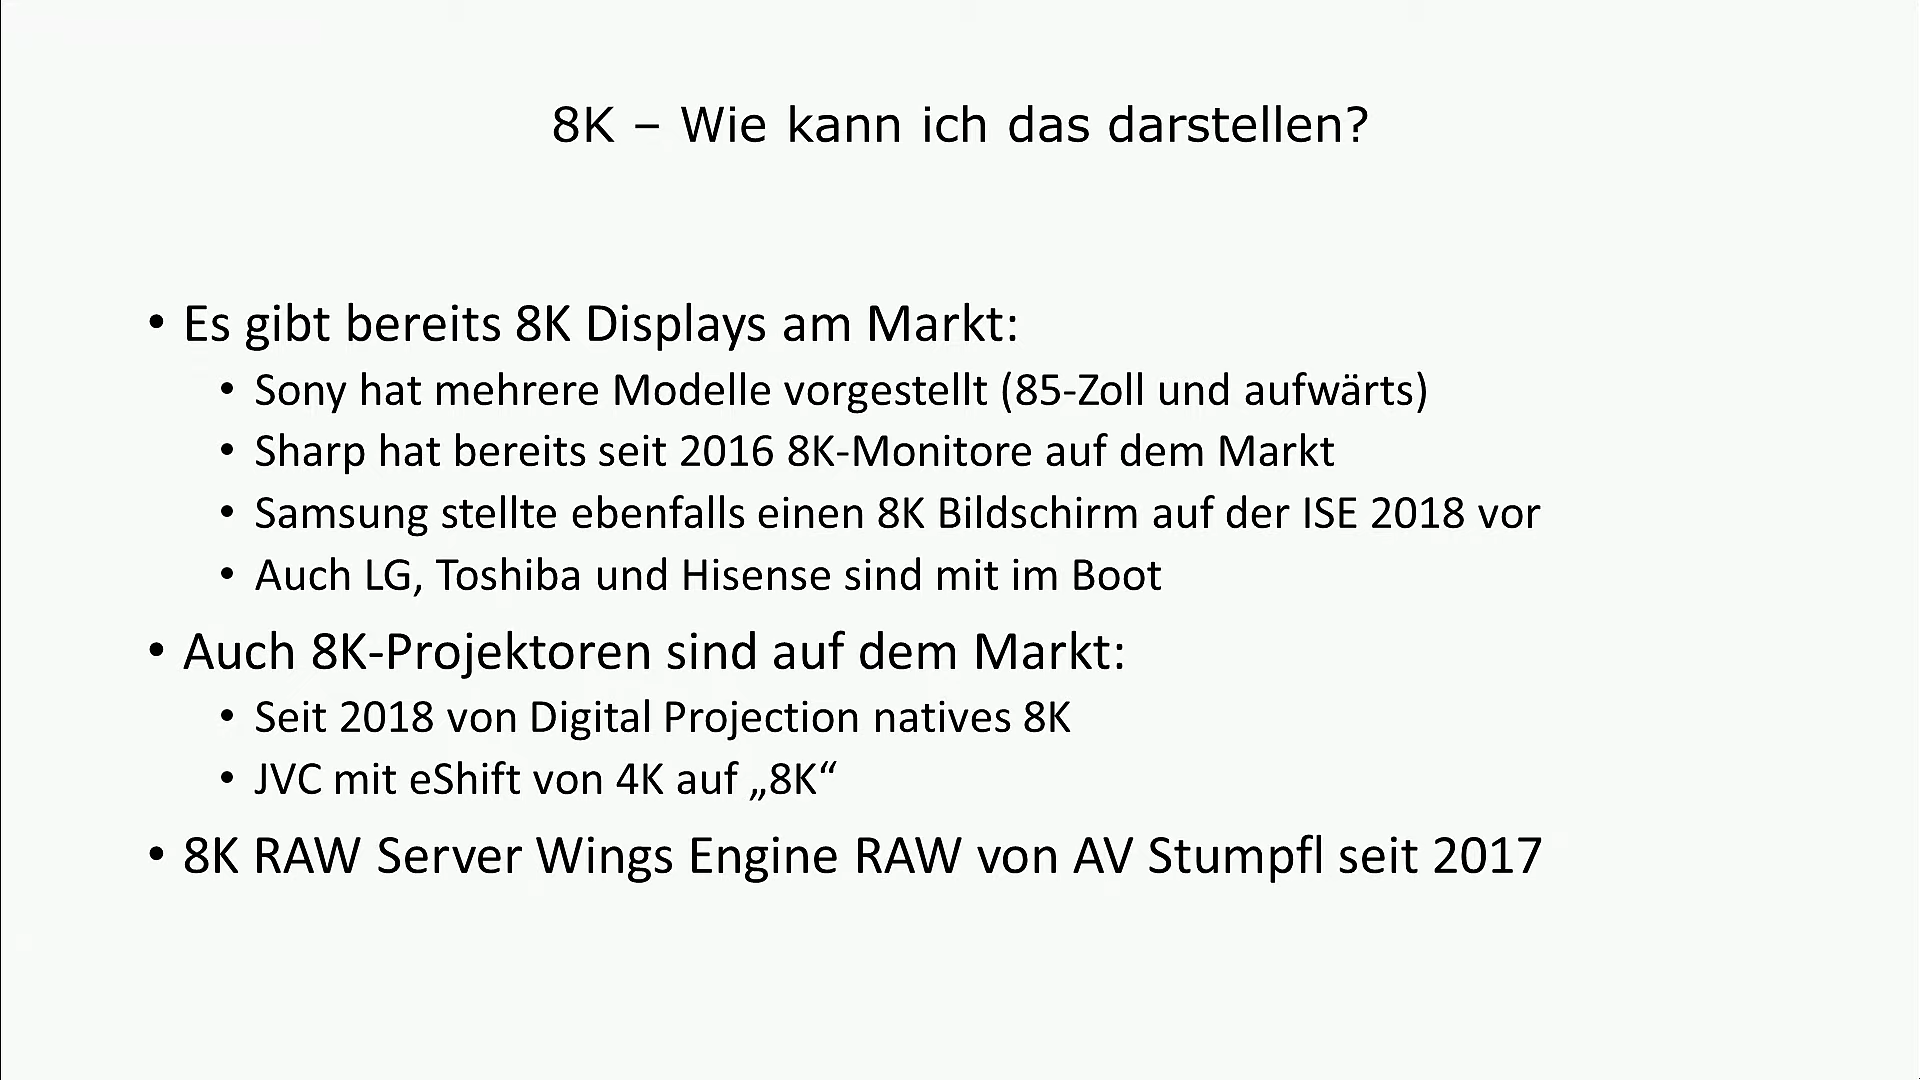 8K – Wie kann ich das darstellen?
• Es gibt bereits 8K Displays am Markt:
• Sony hat mehrere Modelle vorgestellt (85-Zoll und aufwärts)
• Sharp hat bereits seit 2016 8K-Monitore auf dem Markt
• Samsung stellte ebenfalls einen 8K Bildschirm auf der ISE 2018 vor
• Auch LG, Toshiba und Hisense sind mit im Boot
• Auch 8K-Projektoren sind auf dem Markt:
• Seit 2018 von Digital Projection natives 8K
• JVC mit eShift von 4K auf „8K“
• 8K RAW Server Wings Engine RAW von AV Stumpfl seit 2017